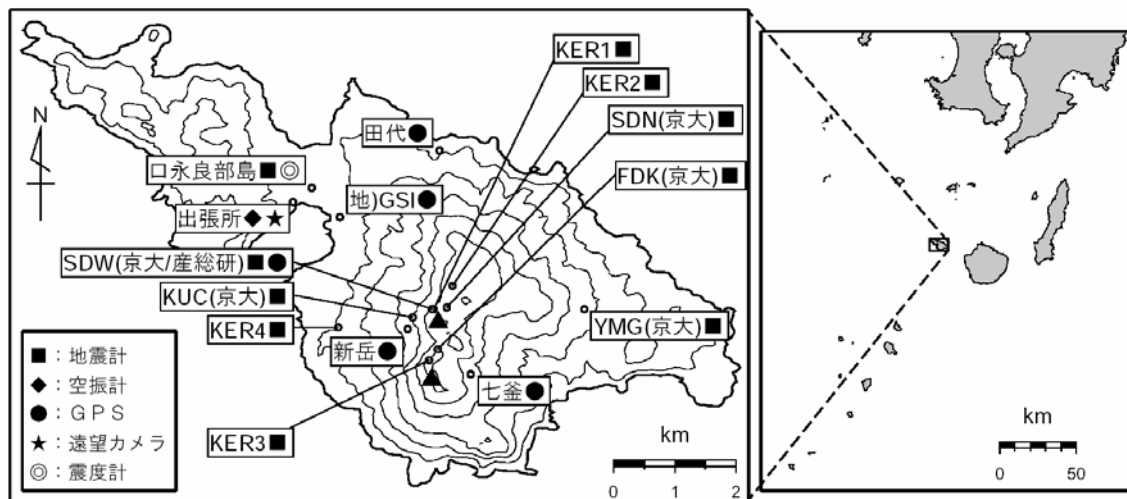 KER1■
KER2■
SDN(京大)■
田代●
FDK(京大)■
N
口永良部島■◎
地)GSI●
出張所◆★
SDW(京大/産総研)■●
KUC(京大)■
KER4■
YMG(京大)■
新岳●
七釜●
KER3■
■：地震計
◆：空振計
●：ＧＰＳ
★：遠望カメラ
◎：震度計
km
0 1 2
km
0 50